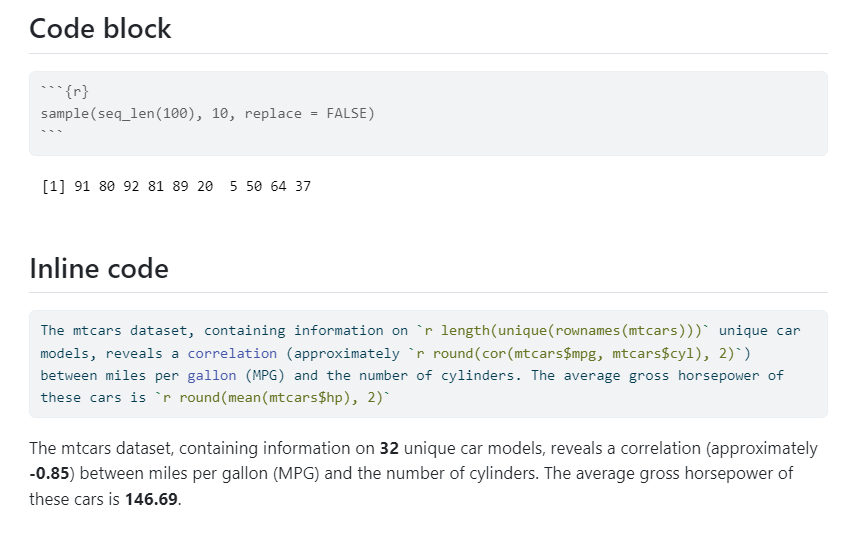 Code block
```{r}
sample(seq_len(100), 10, replace = FALSE)
```
[1] 91 80 92 81 89 20  5 50 64 37
Inline code
The mtcars dataset, containing information on `r length(unique(rownames(mtcars)))` unique car
models, reveals a correlation (approximately `r round(cor(mtcars$mpg, mtcars$cyl), 2)`)
between miles per gallon (MPG) and the number of cylinders. The average gross horsepower of
these cars is `r round(mean(mtcars$hp), 2)`
The mtcars dataset, containing information on 32 unique car models, reveals a correlation (approximately
-0.85) between miles per gallon (MPG) and the number of cylinders. The average gross horsepower of
these cars is 146.69.